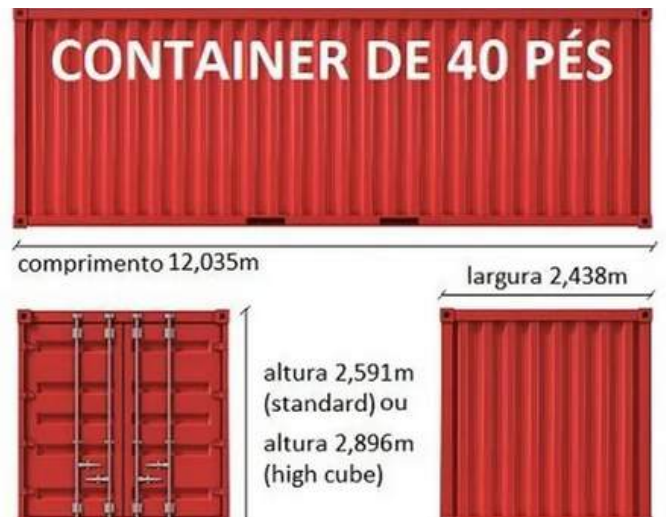 CONTAINER DE 40 PÉS
comprimento 12,035m
largura 2,438m
altura 2,591m
(standard) ou
altura 2,896m
(high cube)